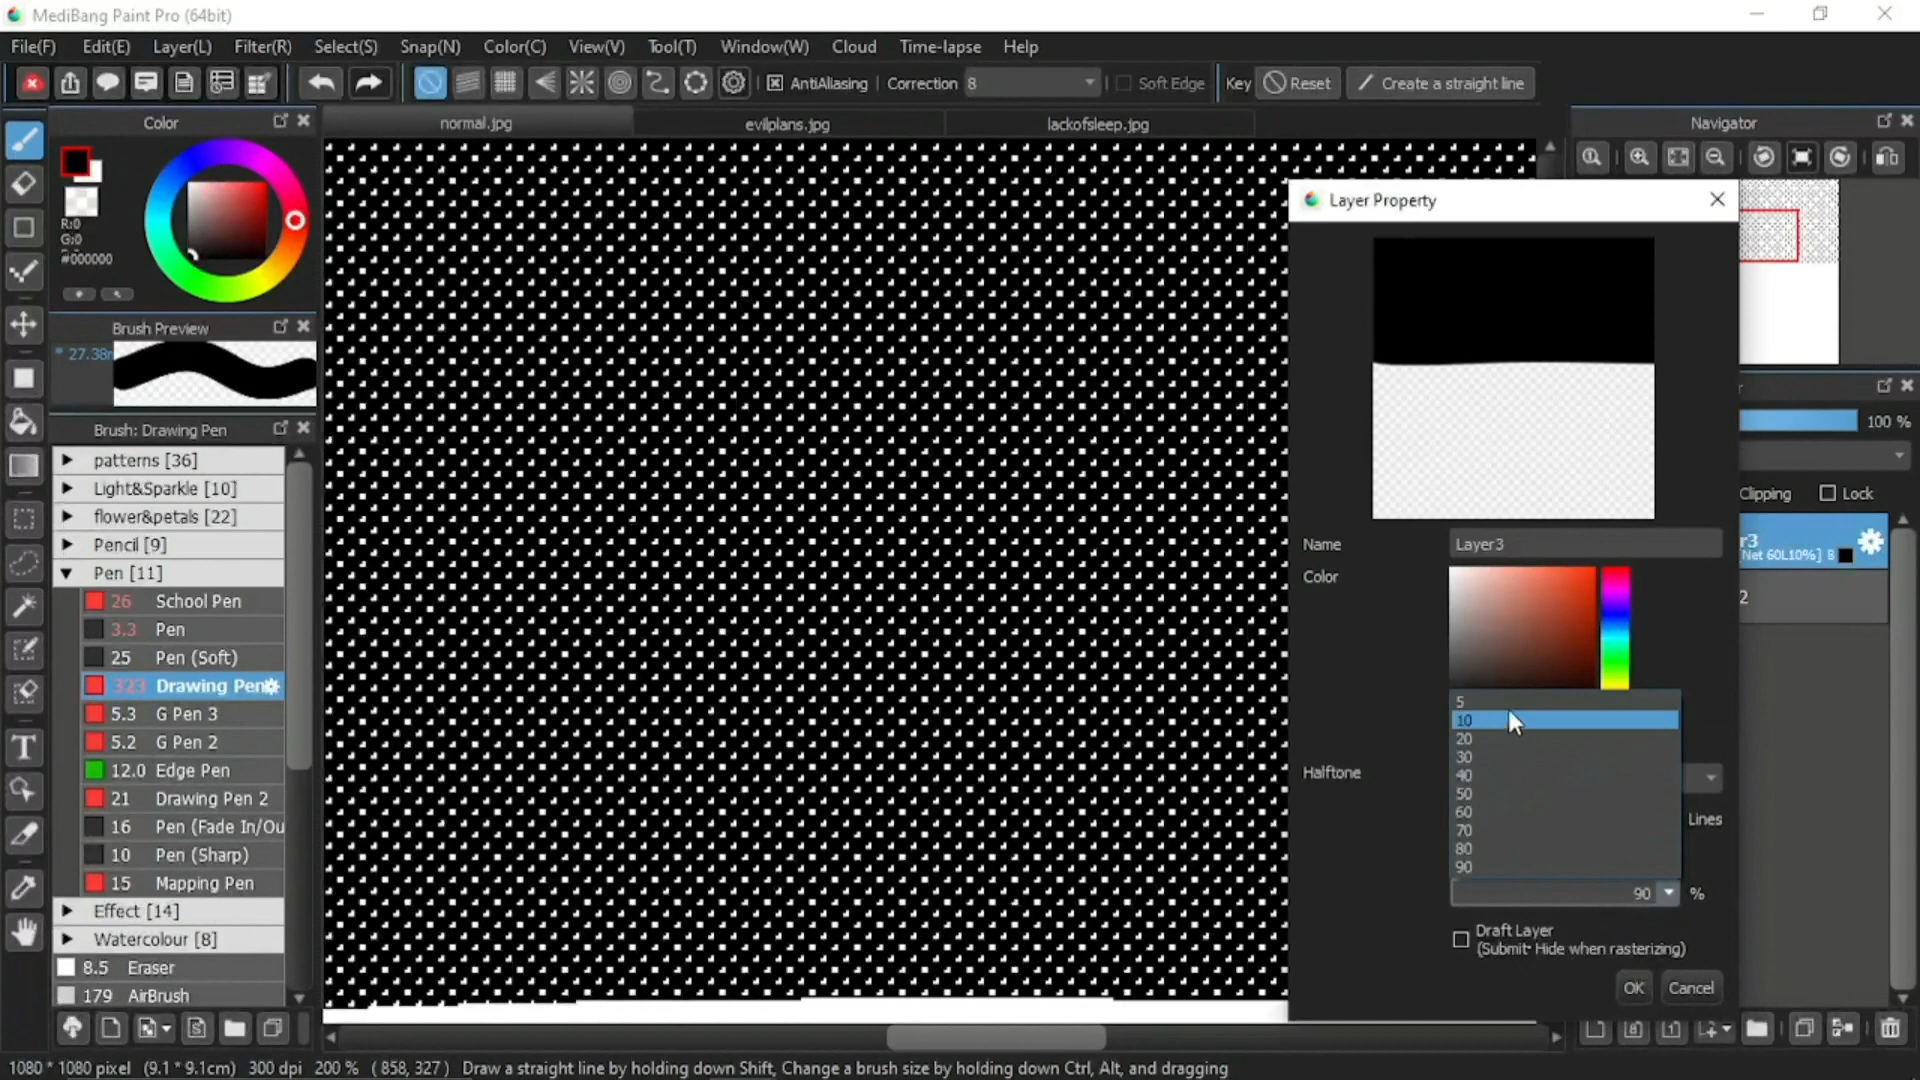 MediBang Paint Pro (64bit)
File(F) Edit(E) Layer(L) Filter(R) Select(S) Snap(N) Color(C) View(V) Tool(T) Window(W) Cloud Time-lapse Help
AntiAliasing Correction 8 Soft Edge Key Reset Create a straight line
Color
normal.jpg evilplans.jpg lackofsleep.jpg
Navigator
R:0
G:0
#000000
Brush Preview
* 27.38m
Brush: Drawing Pen
patterns [36]
Light&Sparkle [10]
flower&petals [22]
Pencil [9]
Pen [11]
26 School Pen
3.3 Pen
25 Pen (Soft)
323 Drawing Pen
5.3 G Pen 3
5.2 G Pen 2
12.0 Edge Pen
21 Drawing Pen 2
16 Pen (Fade In/Ou
10 Pen (Sharp)
15 Mapping Pen
Effect [14]
Watercolour [8]
8.5 Eraser
179 AirBrush
Layer Property
Name Layer3
Color
5
10
20
30
40
50
60
70
80
90
Halftone
Lines
90 %
Draft Layer
(Submit· Hide when rasterizing)
OK Cancel
100 %
Clipping Lock
r3
[Net 60L10%] 8
2
1080 * 1080 pixel (9.1 * 9.1cm) 300 dpi 200 % ( 858, 327 ) Draw a straight line by holding down Shift, Change a brush size by holding down Ctrl, Alt, and dragging